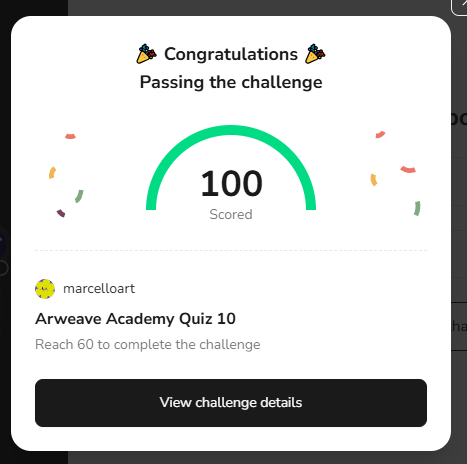 Congratulations
Passing the challenge
100
Scored
marcelloart
Arweave Academy Quiz 10
Reach 60 to complete the challenge
View challenge details